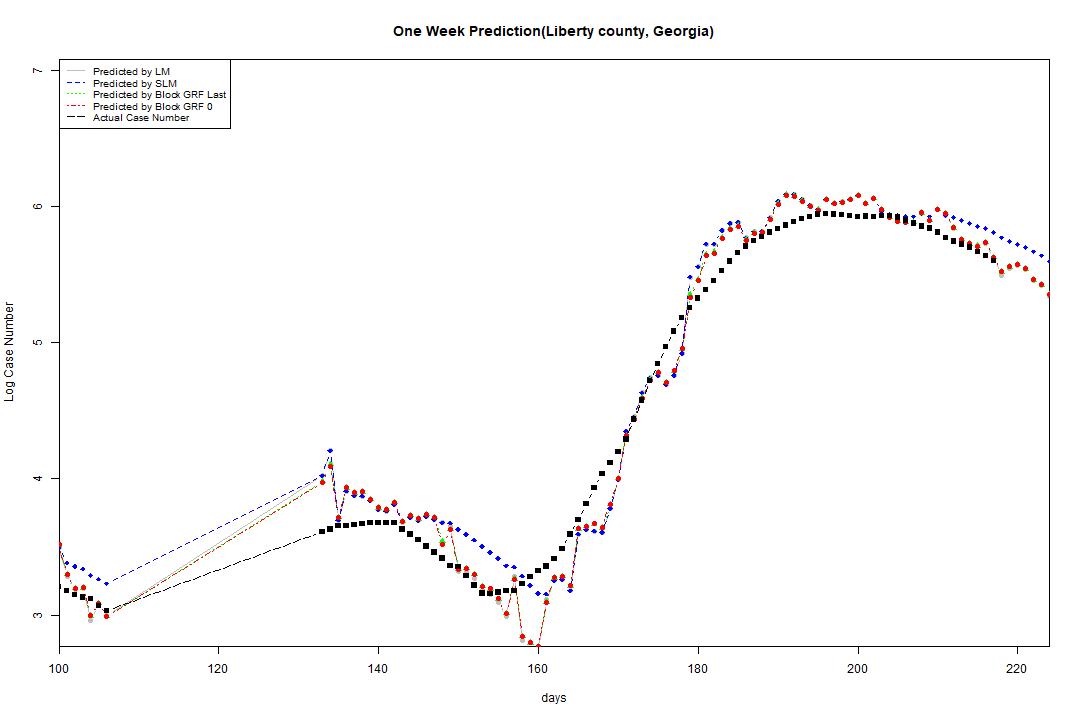 One Week Prediction(Liberty county, Georgia)
Predicted by LM
Predicted by SLM
Predicted by Block GRF Last
Predicted by Block GRF 0
Actual Case Number
7
6
5
4
3
Log Case Number
100 120 140 160 180 200 220
days